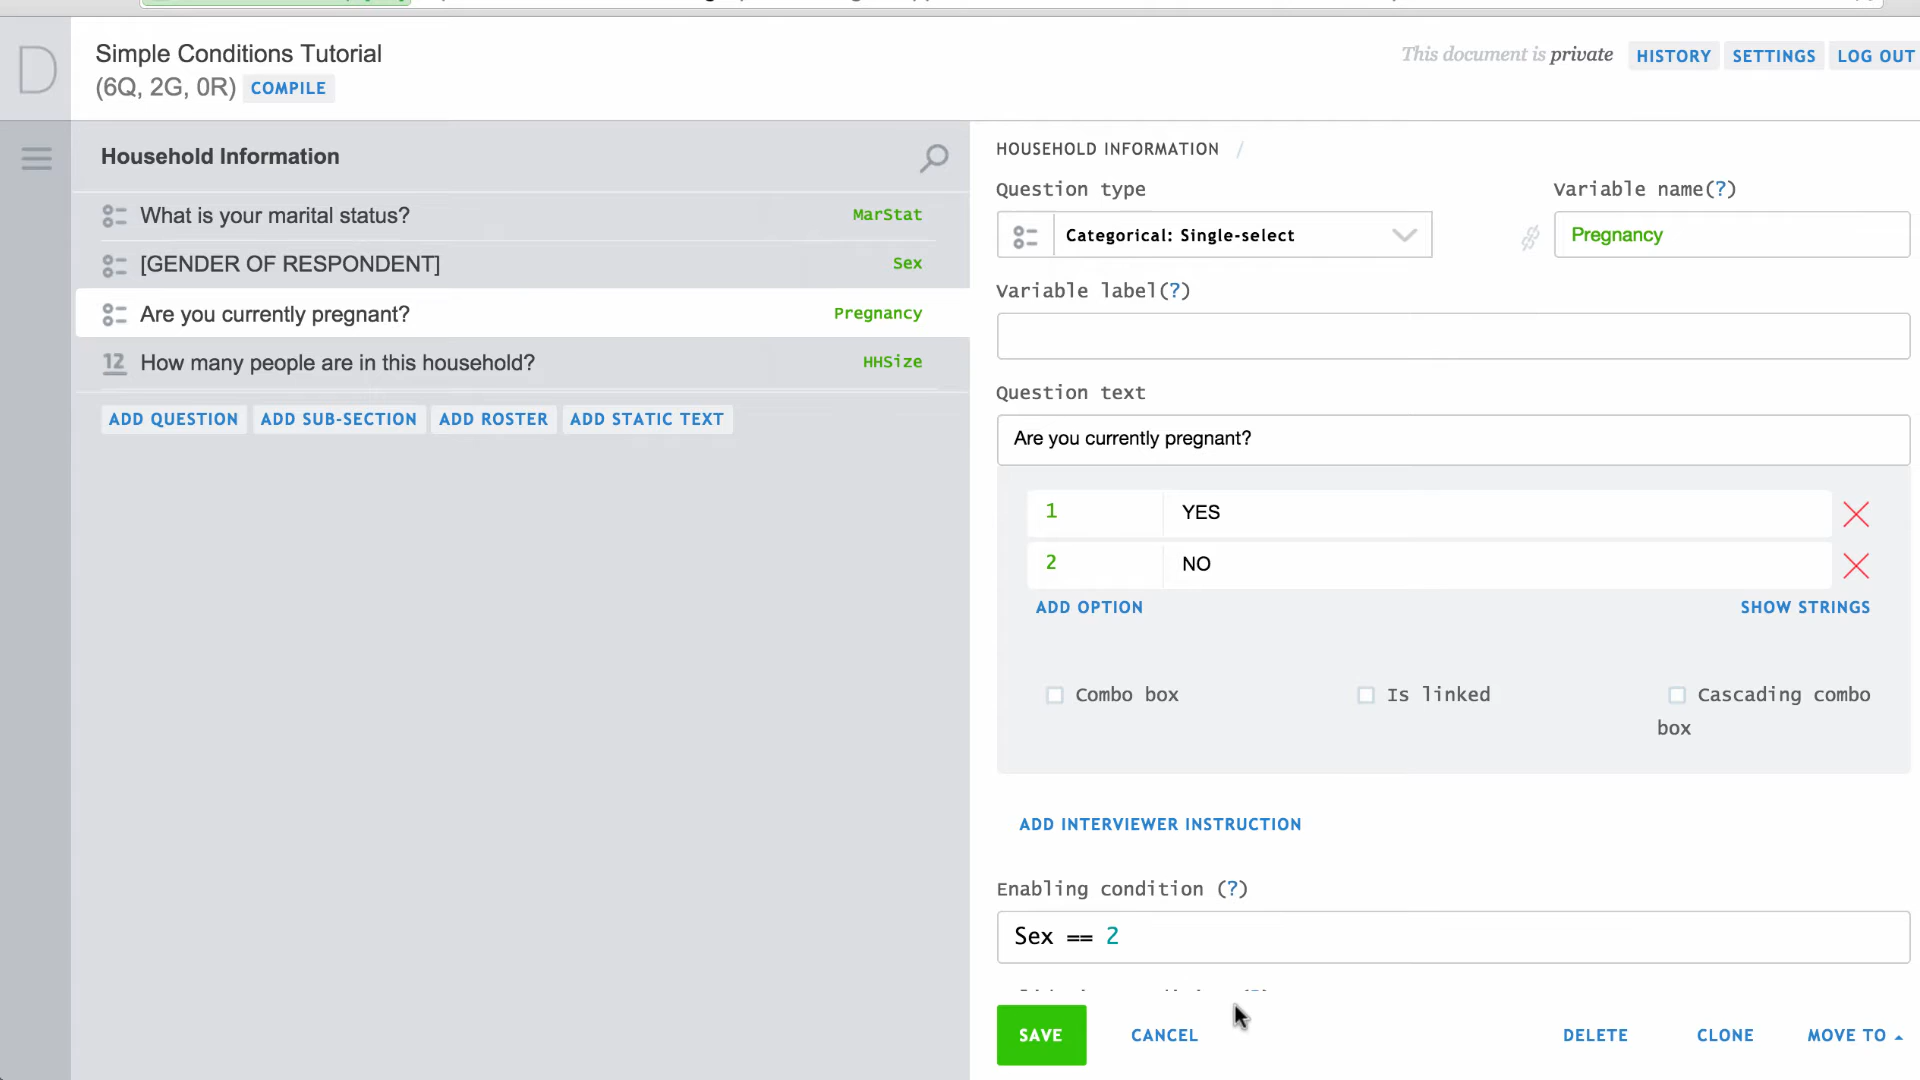 D
Simple Conditions Tutorial
(6Q, 2G, 0R) COMPILE
This document is private HISTORY SETTINGS LOG OUT
Household Information
What is your marital status? MarStat
[GENDER OF RESPONDENT] Sex
Are you currently pregnant? Pregnancy
12 How many people are in this household? HHSize
ADD QUESTION ADD SUB-SECTION ADD ROSTER ADD STATIC TEXT
HOUSEHOLD INFORMATION /
Question type Variable name(?)
Categorical: Single-select Pregnancy
Variable label(?)
Question text
Are you currently pregnant?
1 YES
2 NO
ADD OPTION SHOW STRINGS
Combo box Is linked Cascading combo
box
ADD INTERVIEWER INSTRUCTION
Enabling condition (?)
Sex == 2
SAVE CANCEL DELETE CLONE MOVE TO